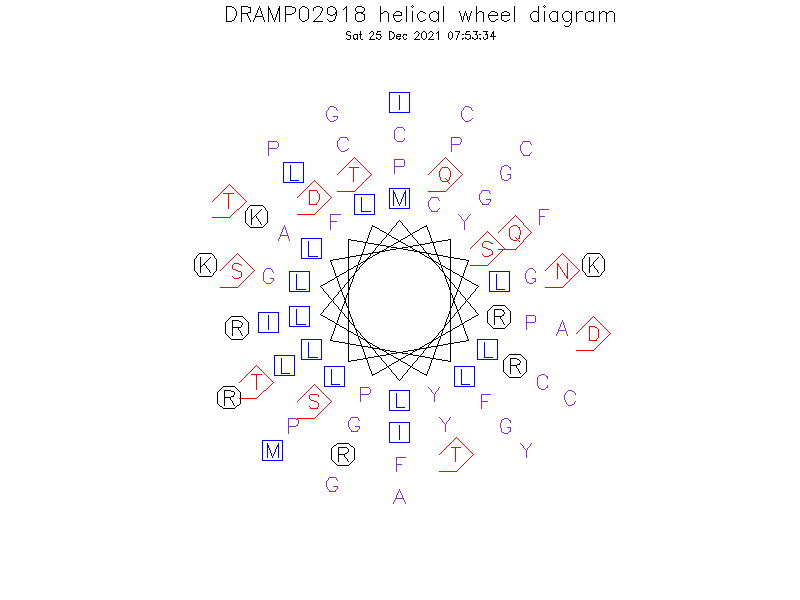 DRAMP02918 helical wheel diagram
Sat 25 Dec 2021 07:53:34
I
G C
C
C P
P C
P
L T Q G
T D L M C G
K F Y F
A Q
L S
K S G L L G N K
R I L R P A D
L L
L R
T L L C
R S P L Y F C
P G I Y G
M R F T Y
G
A